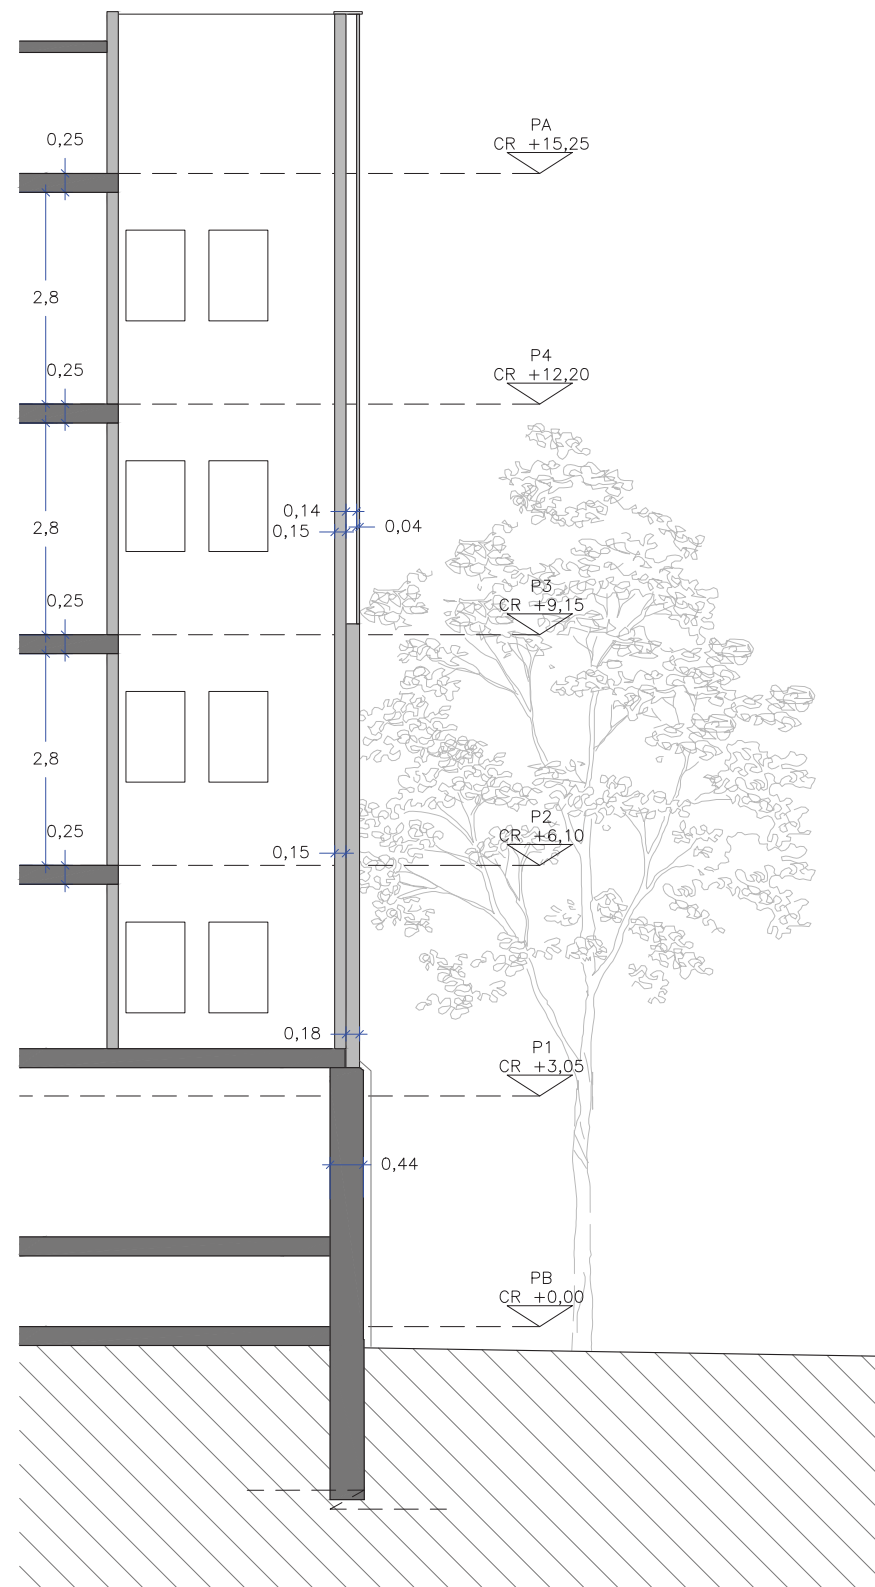 PA
CR +15,25
0,25
2,8
P4
CR +12,20
0,25
0,14
0,15
0,04
2,8
P3
CR +9,15
0,25
2,8
P2
CR +6,10
0,25
0,15
0,18
P1
CR +3,05
0,44
PB
CR +0,00